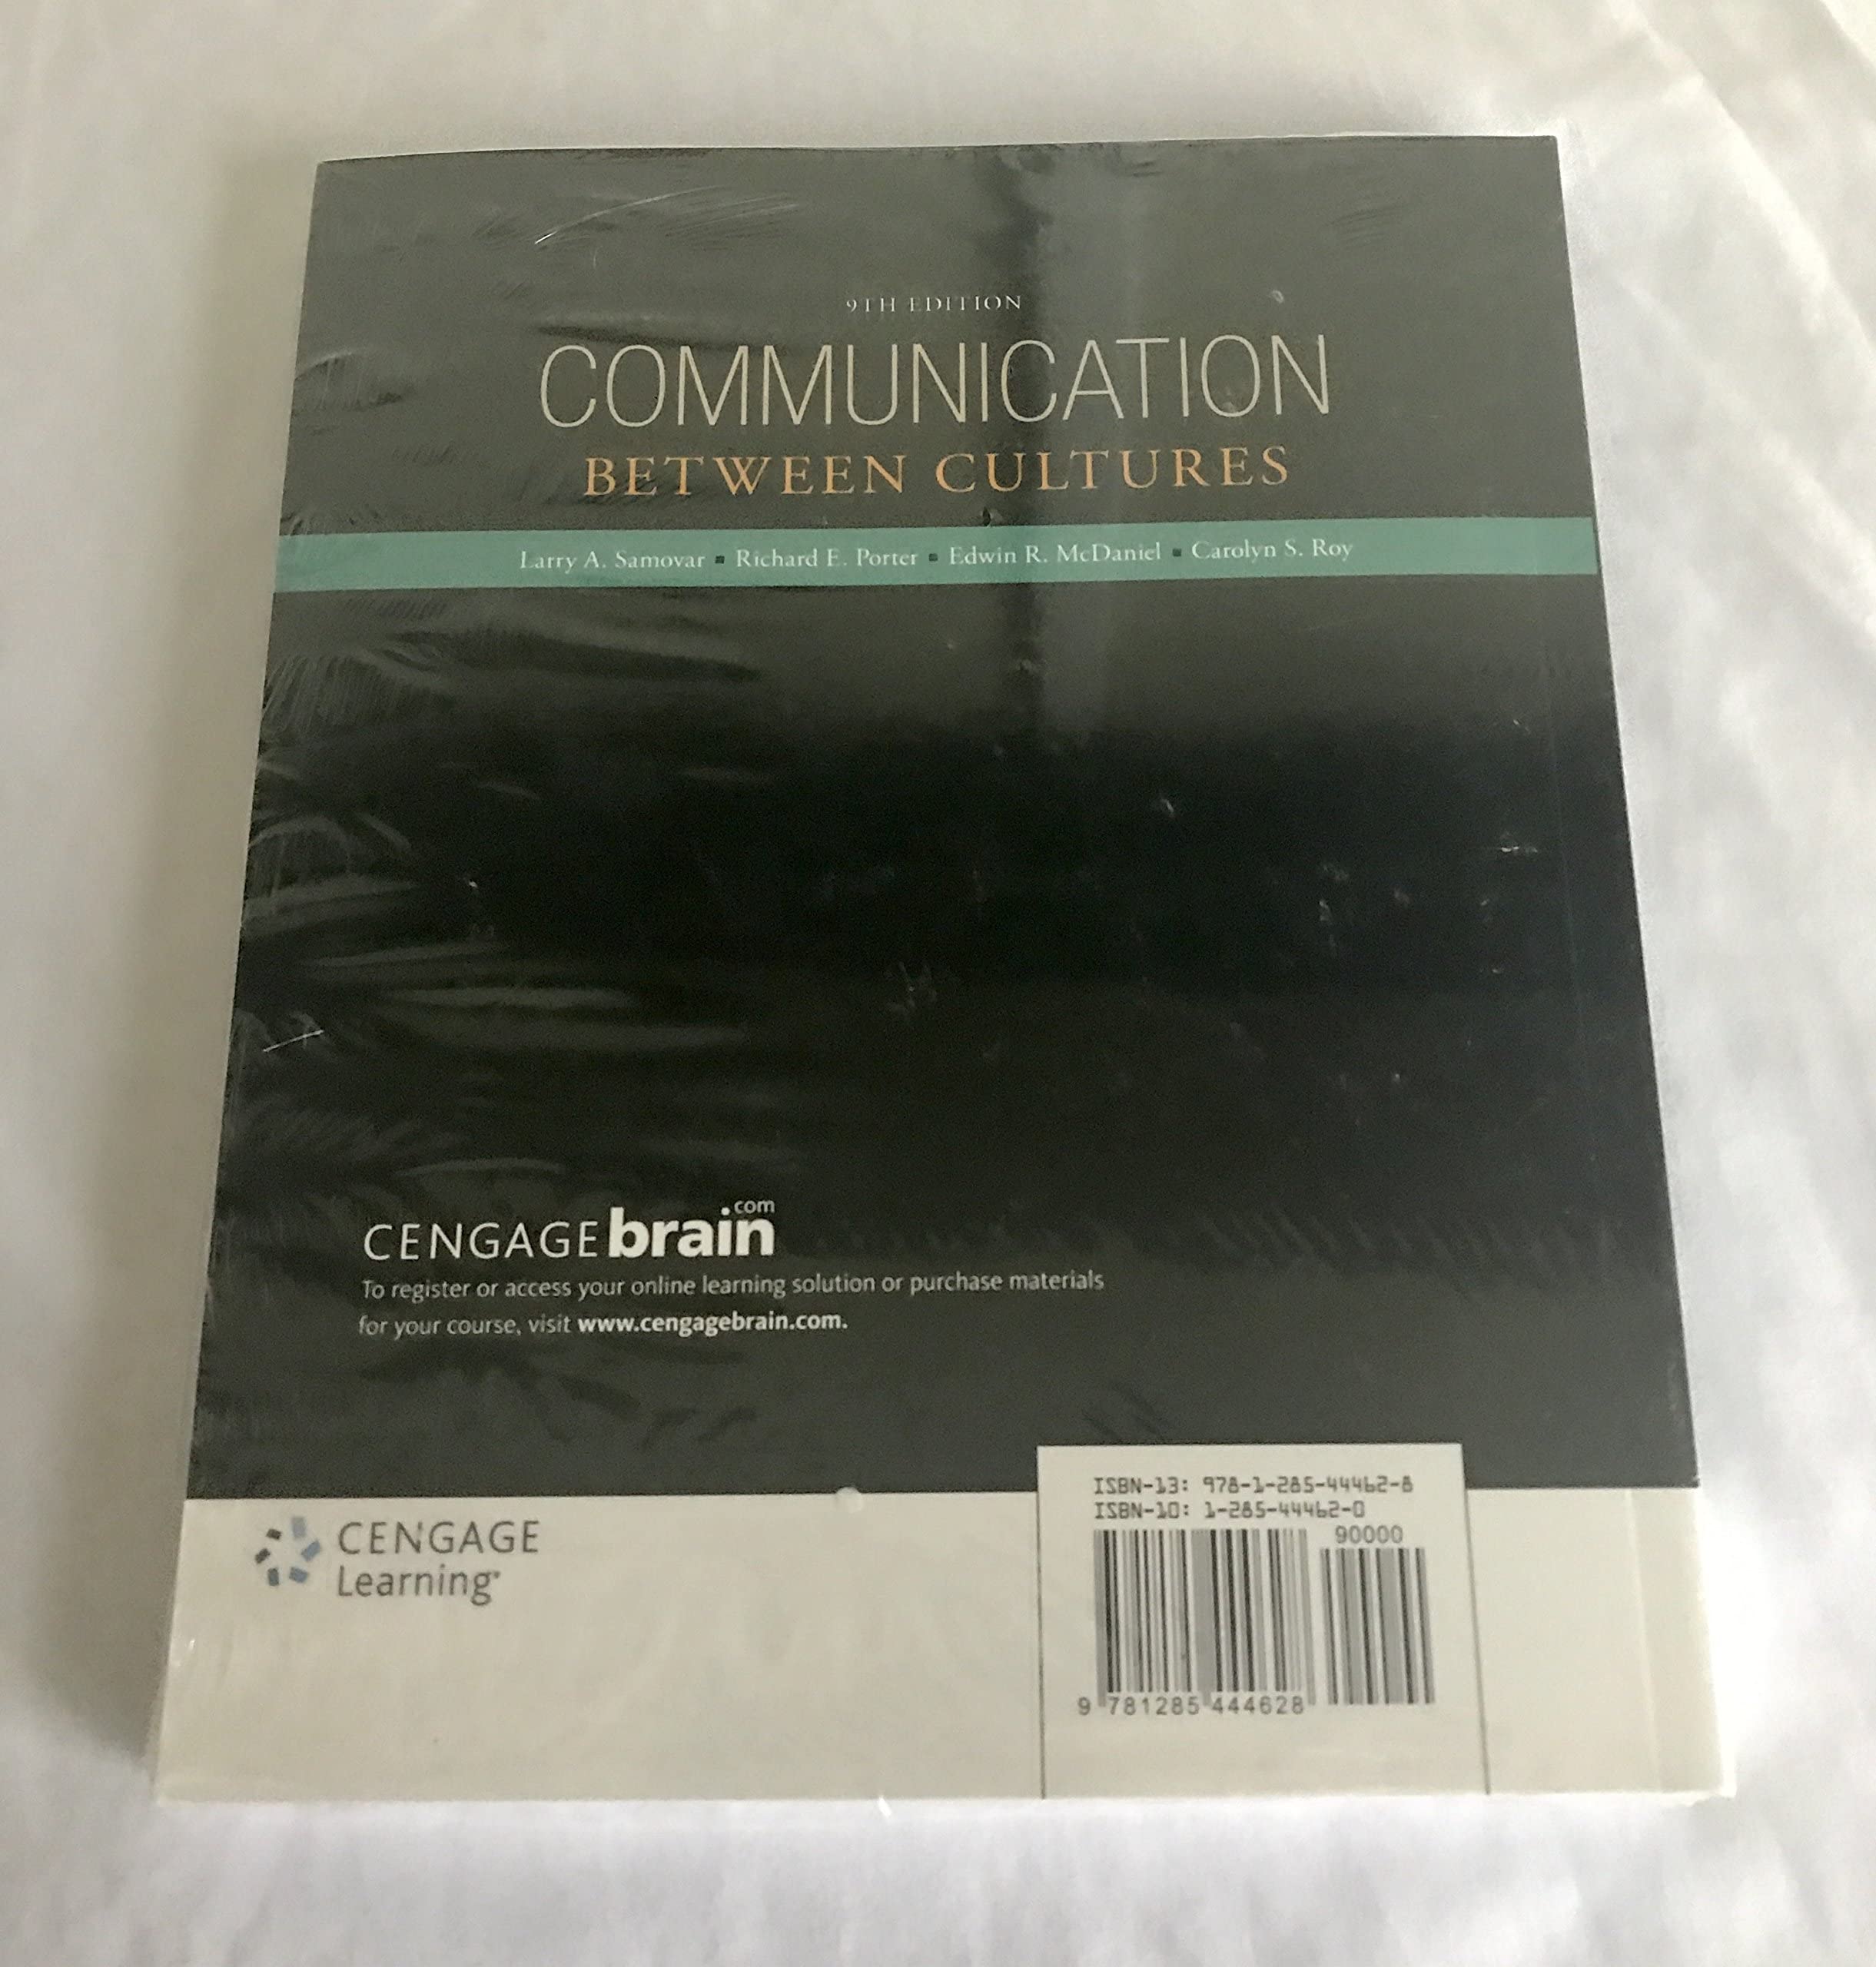 9TH EDITION
COMMUNICATION
BETWEEN CULTURES
Larry A. Samovar ▪ Richard E. Porter ▪ Edwin R. McDaniel ▪ Carolyn S. Roy
CENGAGEbrain.com
To register or access your online learning solution or purchase materials
for your course, visit www.cengagebrain.com.
CENGAGE
Learning®
ISBN-13: 978-1-285-44462-8
ISBN-10: 1-285-44462-0
90000
9 781285 444628